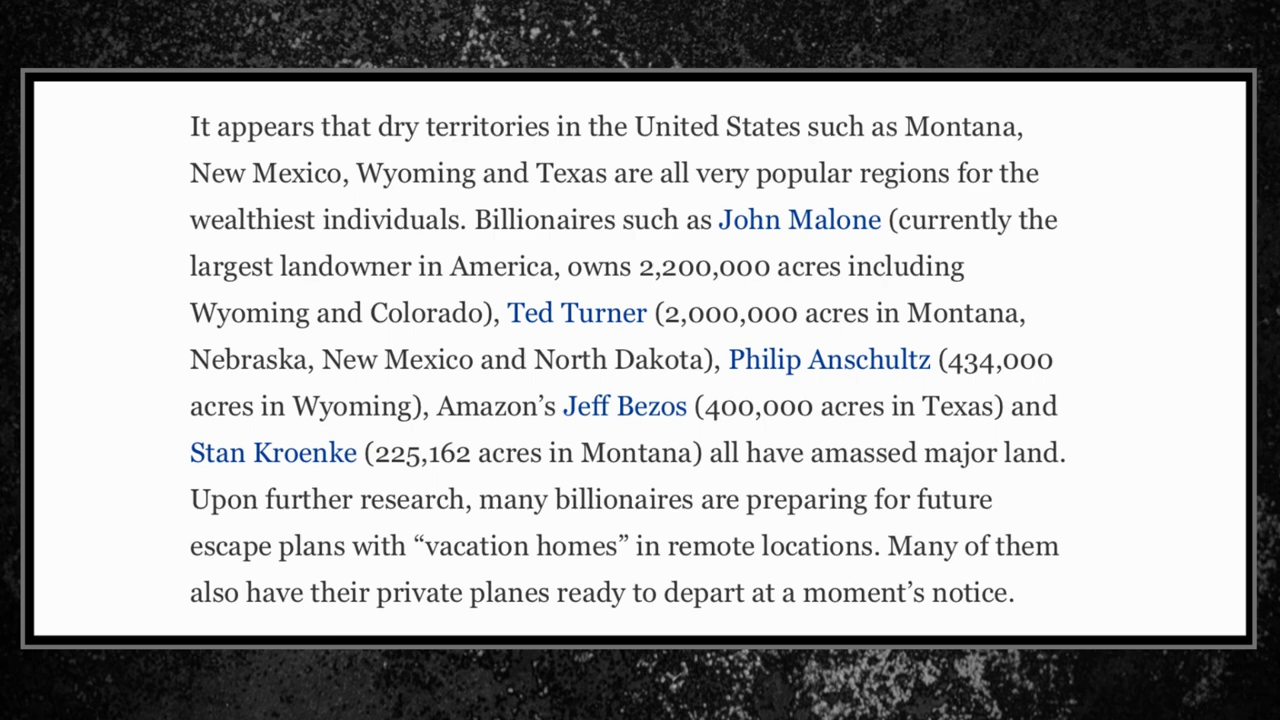 It appears that dry territories in the United States such as Montana,
New Mexico, Wyoming and Texas are all very popular regions for the
wealthiest individuals. Billionaires such as John Malone (currently the
largest landowner in America, owns 2,200,000 acres including
Wyoming and Colorado), Ted Turner (2,000,000 acres in Montana,
Nebraska, New Mexico and North Dakota), Philip Anschultz (434,000
acres in Wyoming), Amazon’s Jeff Bezos (400,000 acres in Texas) and
Stan Kroenke (225,162 acres in Montana) all have amassed major land.
Upon further research, many billionaires are preparing for future
escape plans with “vacation homes” in remote locations. Many of them
also have their private planes ready to depart at a moment’s notice.